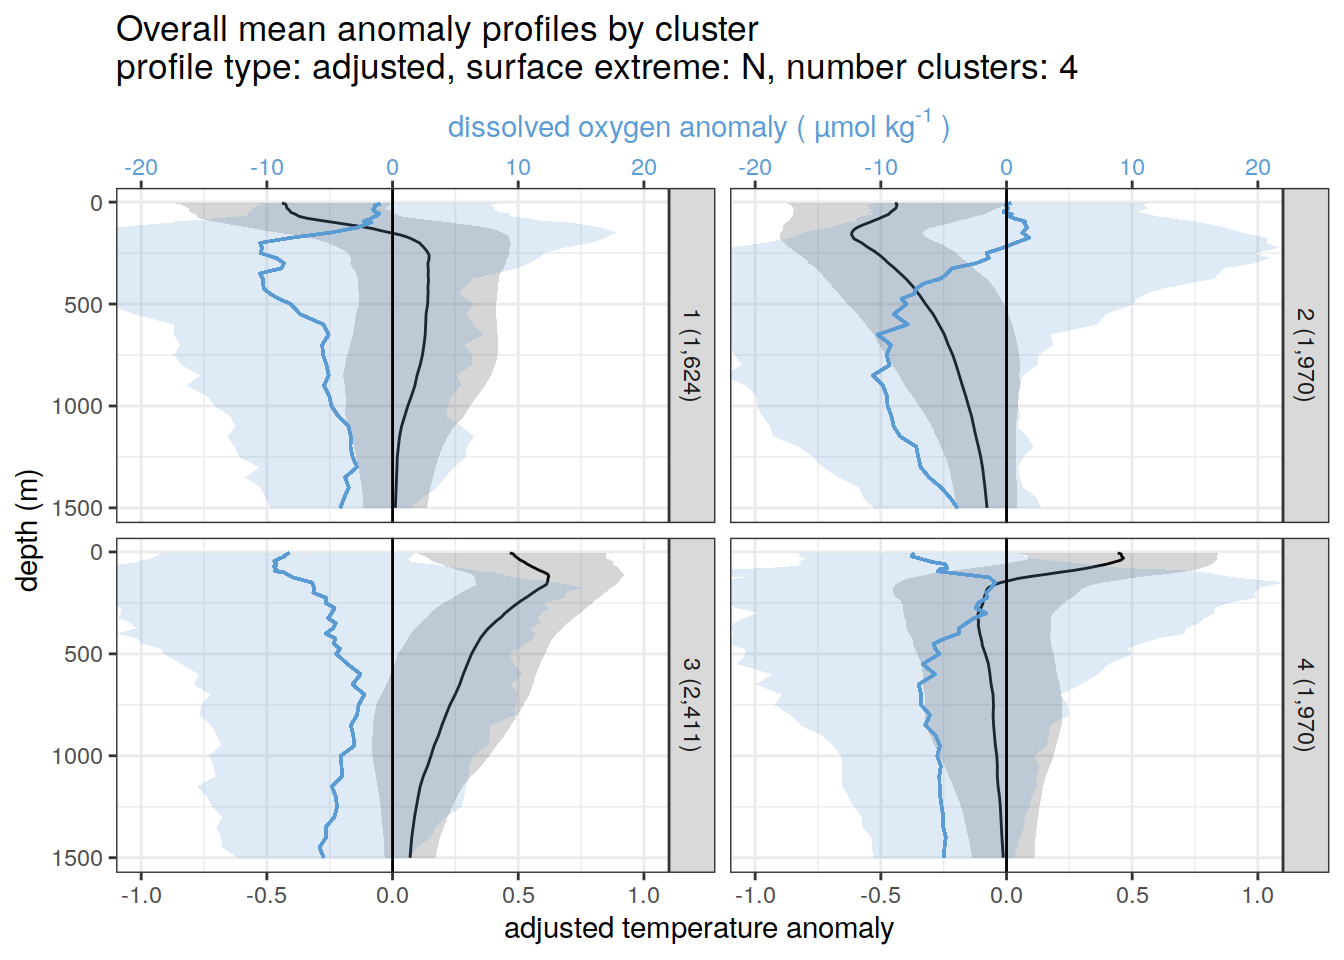 Overall mean anomaly profiles by cluster
profile type: adjusted, surface extreme: N, number clusters: 4
dissolved oxygen anomaly ( µmol kg-1 )
-20 -10 0 10 20 -20 -10 0 10 20
0
500
1000
1500
1 (1,624)
2 (1,970)
depth (m)
0
500
1000
1500
3 (2,411)
4 (1,970)
-1.0 -0.5 0.0 0.5 1.0 -1.0 -0.5 0.0 0.5 1.0
adjusted temperature anomaly